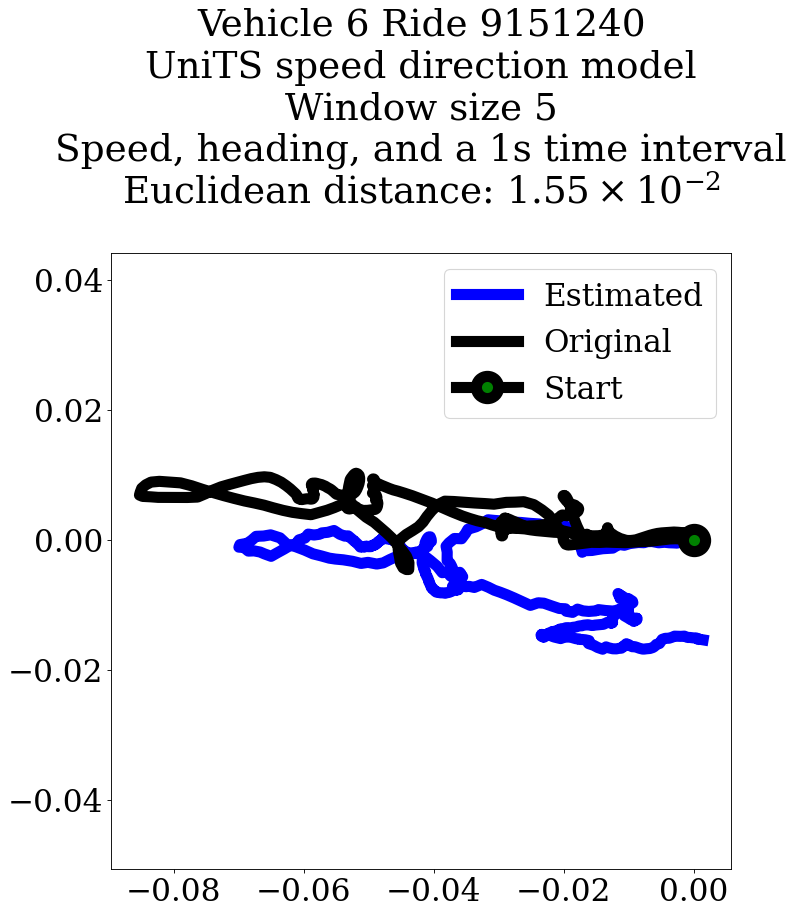 Vehicle 6 Ride 9151240
UniTS speed direction model
Window size 5
Speed, heading, and a 1s time interval
Euclidean distance: 1.55 × 10⁻²
Estimated
Original
Start
0.04
0.02
0.00
−0.02
−0.04
−0.08 −0.06 −0.04 −0.02 0.00